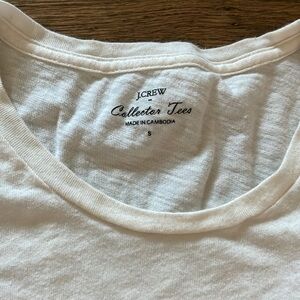 J.CREW
Collector Tees
MADE IN CAMBODIA
S